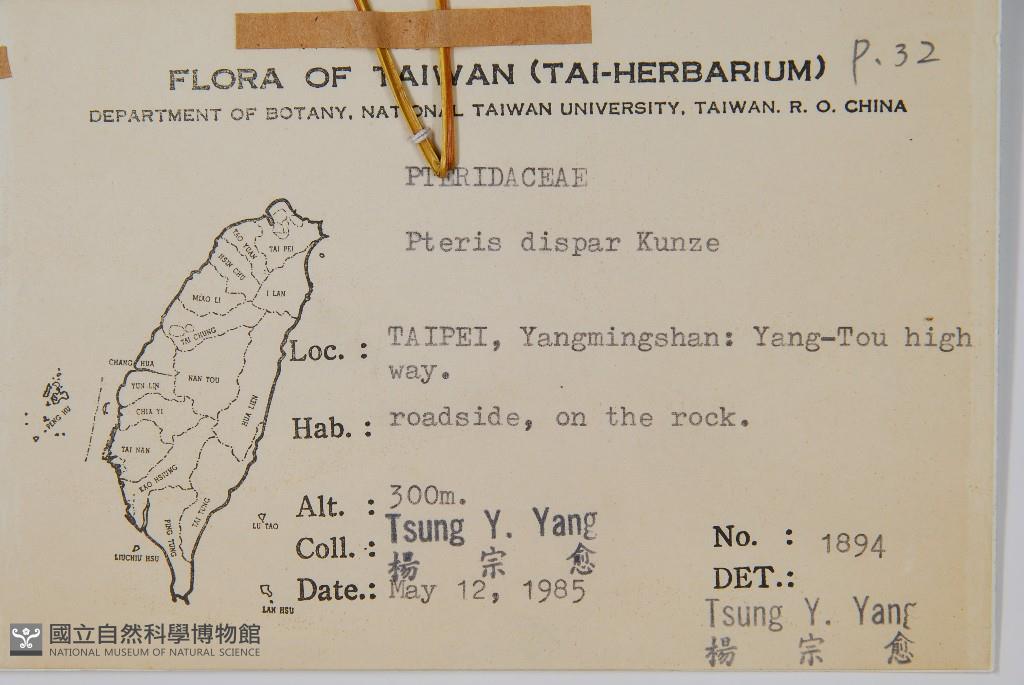 P. 32
FLORA OF TAIWAN (TAI-HERBARIUM)
DEPARTMENT OF BOTANY, NATIONAL TAIWAN UNIVERSITY, TAIWAN. R. O. CHINA
PTERIDACEAE
Pteris dispar Kunze
TAI PEI
TAO YUAN
HSIN CHU
I LAN
MIAO LI
TAI CHUNG
CHANG HUA
NAN TOU
YUN LIN
CHIA YI
HUA LIEN
PENG HU
TAI NAN
KAO HSIUNG
TAI TUNG
PING TUNG
LU TAO
LIUCHIU HSU
LAN HSU
Loc. : TAIPEI, Yangmingshan: Yang-Tou high
way.
Hab. : roadside, on the rock.
Alt. : 300m.
Coll. : Tsung Y. Yang
楊 宗 愈
Date.: May 12, 1985
No. : 1894
DET.:
Tsung Y. Yang
楊 宗 愈
國立自然科學博物館
NATIONAL MUSEUM OF NATURAL SCIENCE